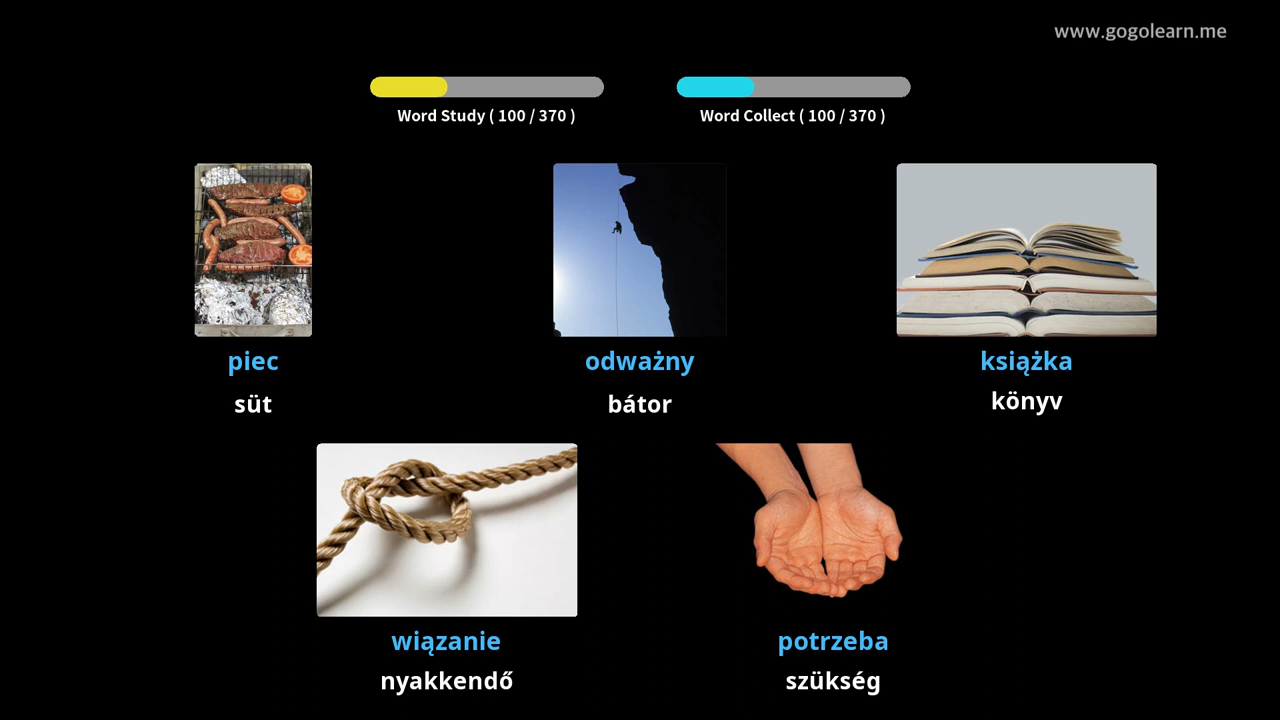 www.gogolearn.me
Word Study ( 100 / 370 )
Word Collect ( 100 / 370 )
piec
odważny
książka
süt
bátor
könyv
wiązanie
potrzeba
nyakkendő
szükség